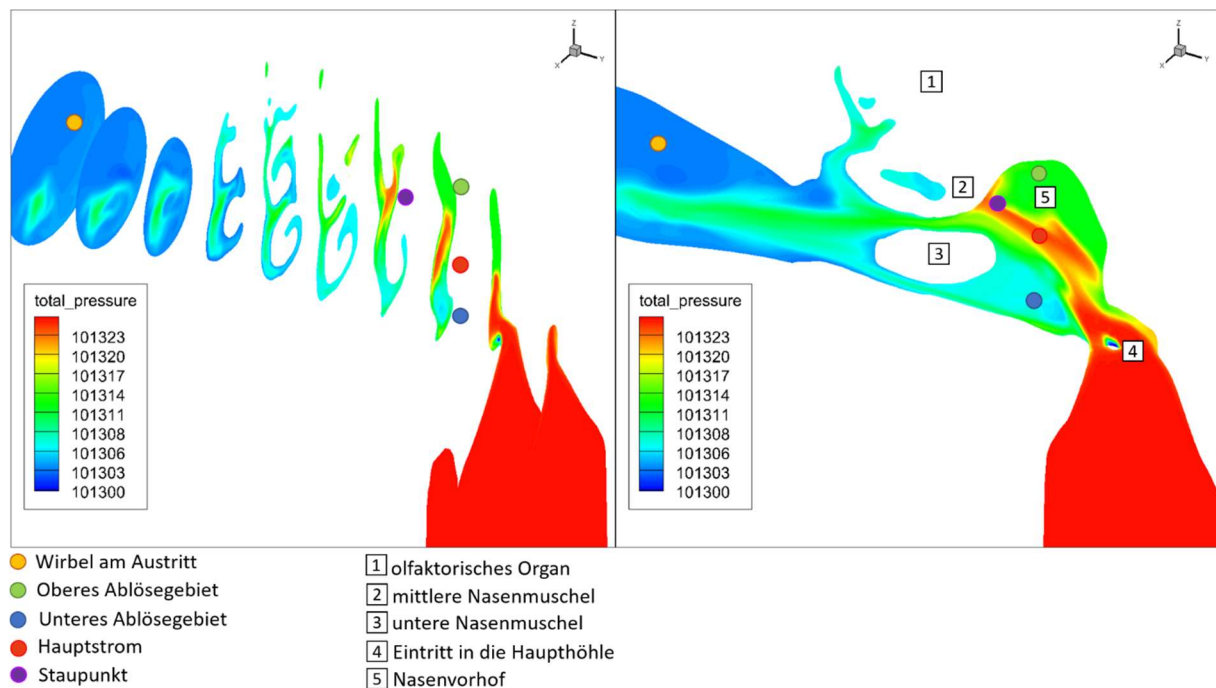 Z
X
Y
total_pressure
101323
101320
101317
101314
101311
101308
101306
101303
101300
Z
X
Y
1
2
5
3
4
total_pressure
101323
101320
101317
101314
101311
101308
101306
101303
101300
Wirbel am Austritt
Oberes Ablösegebiet
Unteres Ablösegebiet
Hauptstrom
Staupunkt
1 olfaktorisches Organ
2 mittlere Nasenmuschel
3 untere Nasenmuschel
4 Eintritt in die Haupthöhle
5 Nasenvorhof